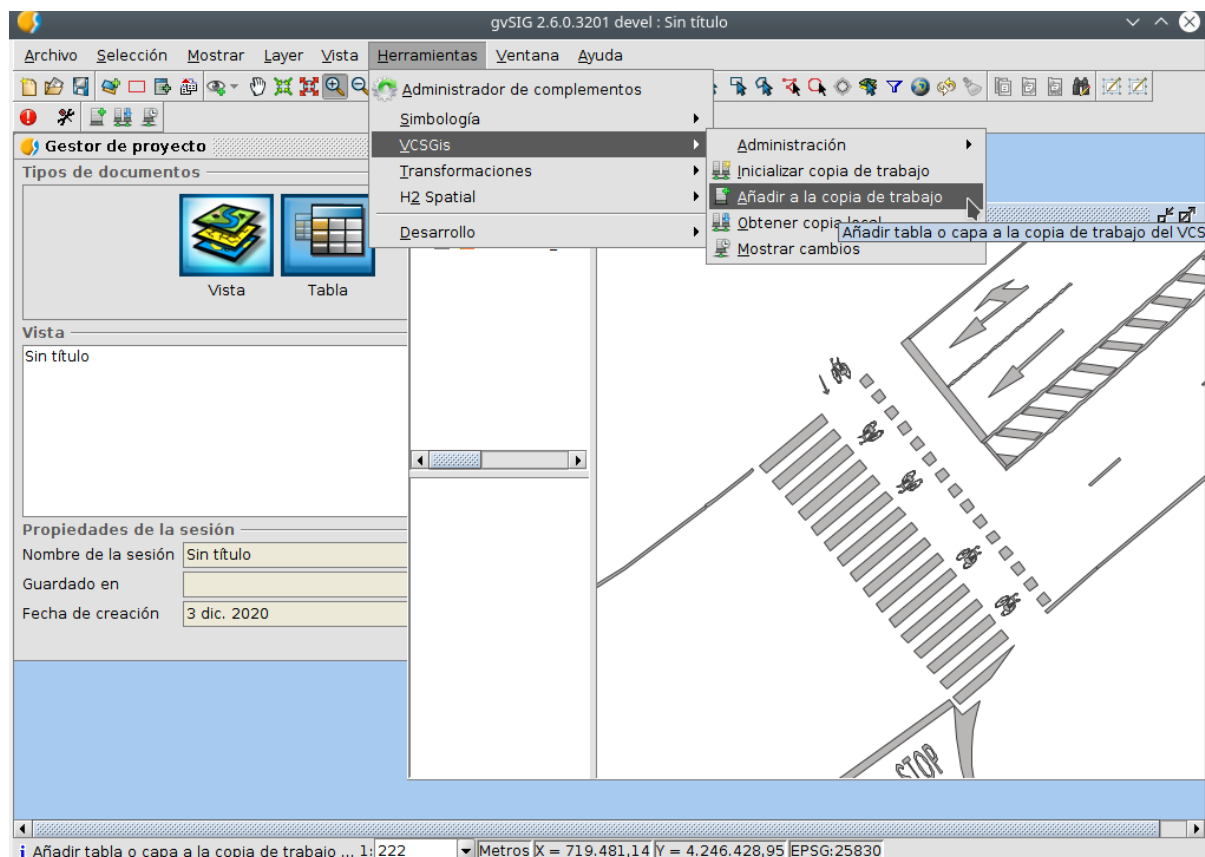 gvSIG 2.6.0.3201 devel : Sin título
Archivo Selección Mostrar Layer Vista Herramientas Ventana Ayuda
Administrador de complementos
Simbología
VCSGis
Transformaciones
H2 Spatial
Desarrollo
Administración
Inicializar copia de trabajo
Añadir a la copia de trabajo
Obtener copia local
Añadir tabla o capa a la copia de trabajo del VCS
Mostrar cambios
Gestor de proyecto
Tipos de documentos
Vista Tabla
Vista
Sin título
Propiedades de la sesión
Nombre de la sesión Sin título
Guardado en
Fecha de creación 3 dic. 2020
STOP
Añadir tabla o capa a la copia de trabajo ... 1: 222 Metros X = 719.481,14 Y = 4.246.428,95 EPSG:25830